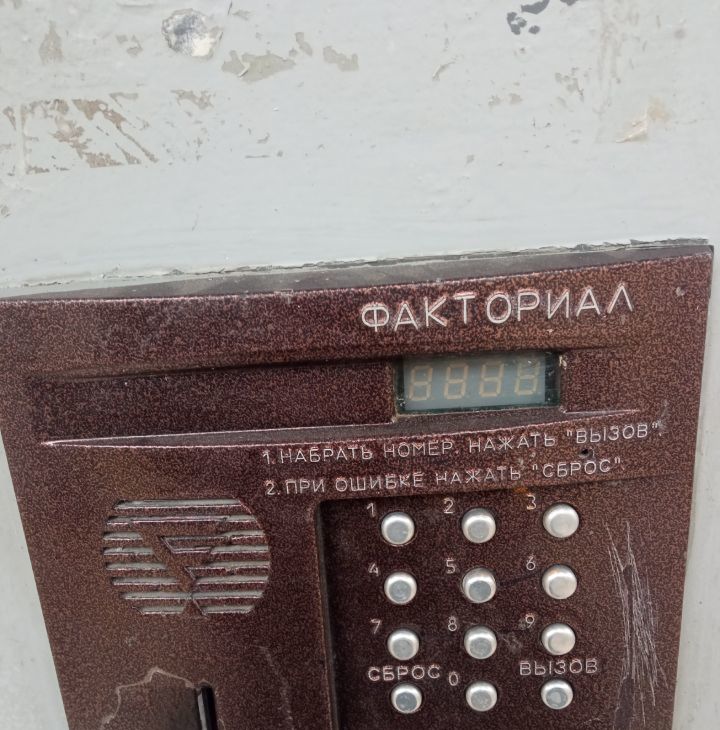 ФАКТОРИАЛ
8888
1. НАБРАТЬ НОМЕР, НАЖАТЬ "ВЫЗОВ".
2. ПРИ ОШИБКЕ НАЖАТЬ "СБРОС"
1 2 3
4 5 6
7 8 9
СБРОС 0 ВЫЗОВ